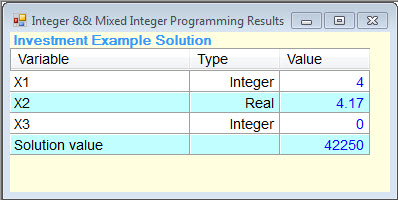 Integer && Mixed Integer Programming Results
Investment Example Solution
Variable Type Value
X1 Integer 4
X2 Real 4.17
X3 Integer 0
Solution value 42250